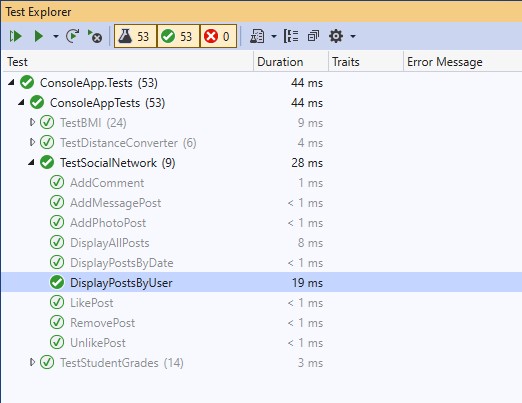 Test Explorer
53 53 0
Test Duration Traits Error Message
ConsoleApp.Tests (53) 44 ms
ConsoleAppTests (53) 44 ms
TestBMI (24) 9 ms
TestDistanceConverter (6) 4 ms
TestSocialNetwork (9) 28 ms
AddComment 1 ms
AddMessagePost < 1 ms
AddPhotoPost < 1 ms
DisplayAllPosts 8 ms
DisplayPostsByDate < 1 ms
DisplayPostsByUser 19 ms
LikePost < 1 ms
RemovePost < 1 ms
UnlikePost < 1 ms
TestStudentGrades (14) 3 ms